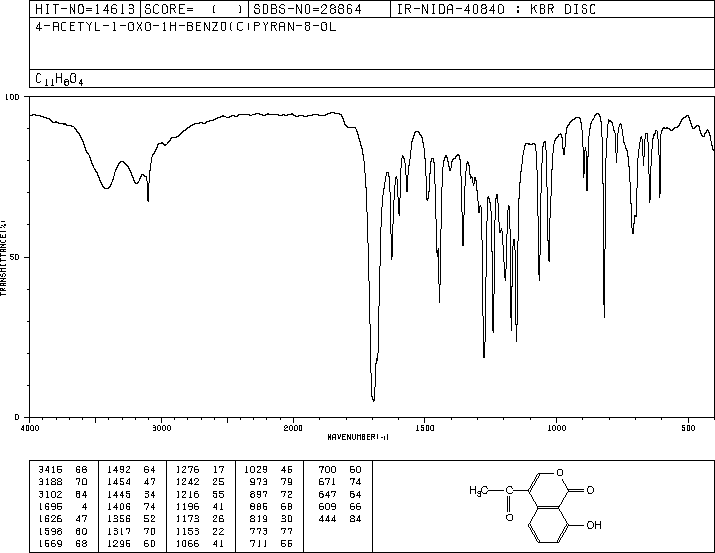 HIT-NO=14613 SCORE= ( ) SDBS-NO=28864 IR-NIDA-40840 : KBR DISC
4-ACETYL-1-OXO-1H-BENZO(C)PYRAN-8-OL
C11H8O4
100
50
0
TRANSMITTANCE(%)
4000 3000 2000 1500 1000 500
WAVENUMBER(-1)
3415 66 1492 64 1276 17 1029 46 700 60
3188 70 1454 47 1242 25 973 79 671 74
3102 64 1445 34 1216 55 897 72 647 64
1695 4 1406 74 1196 41 885 68 609 66
1626 47 1356 52 1173 26 819 30 444 84
1598 60 1317 70 1153 22 773 77
1569 68 1295 60 1066 41 711 55
O
H3C C O
O
OH